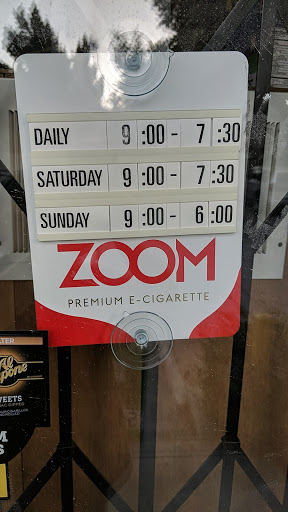 DAILY 9:00 - 7:30
SATURDAY 9:00 - 7:30
SUNDAY 9:00 - 6:00
ZOOM
PREMIUM E-CIGARETTE